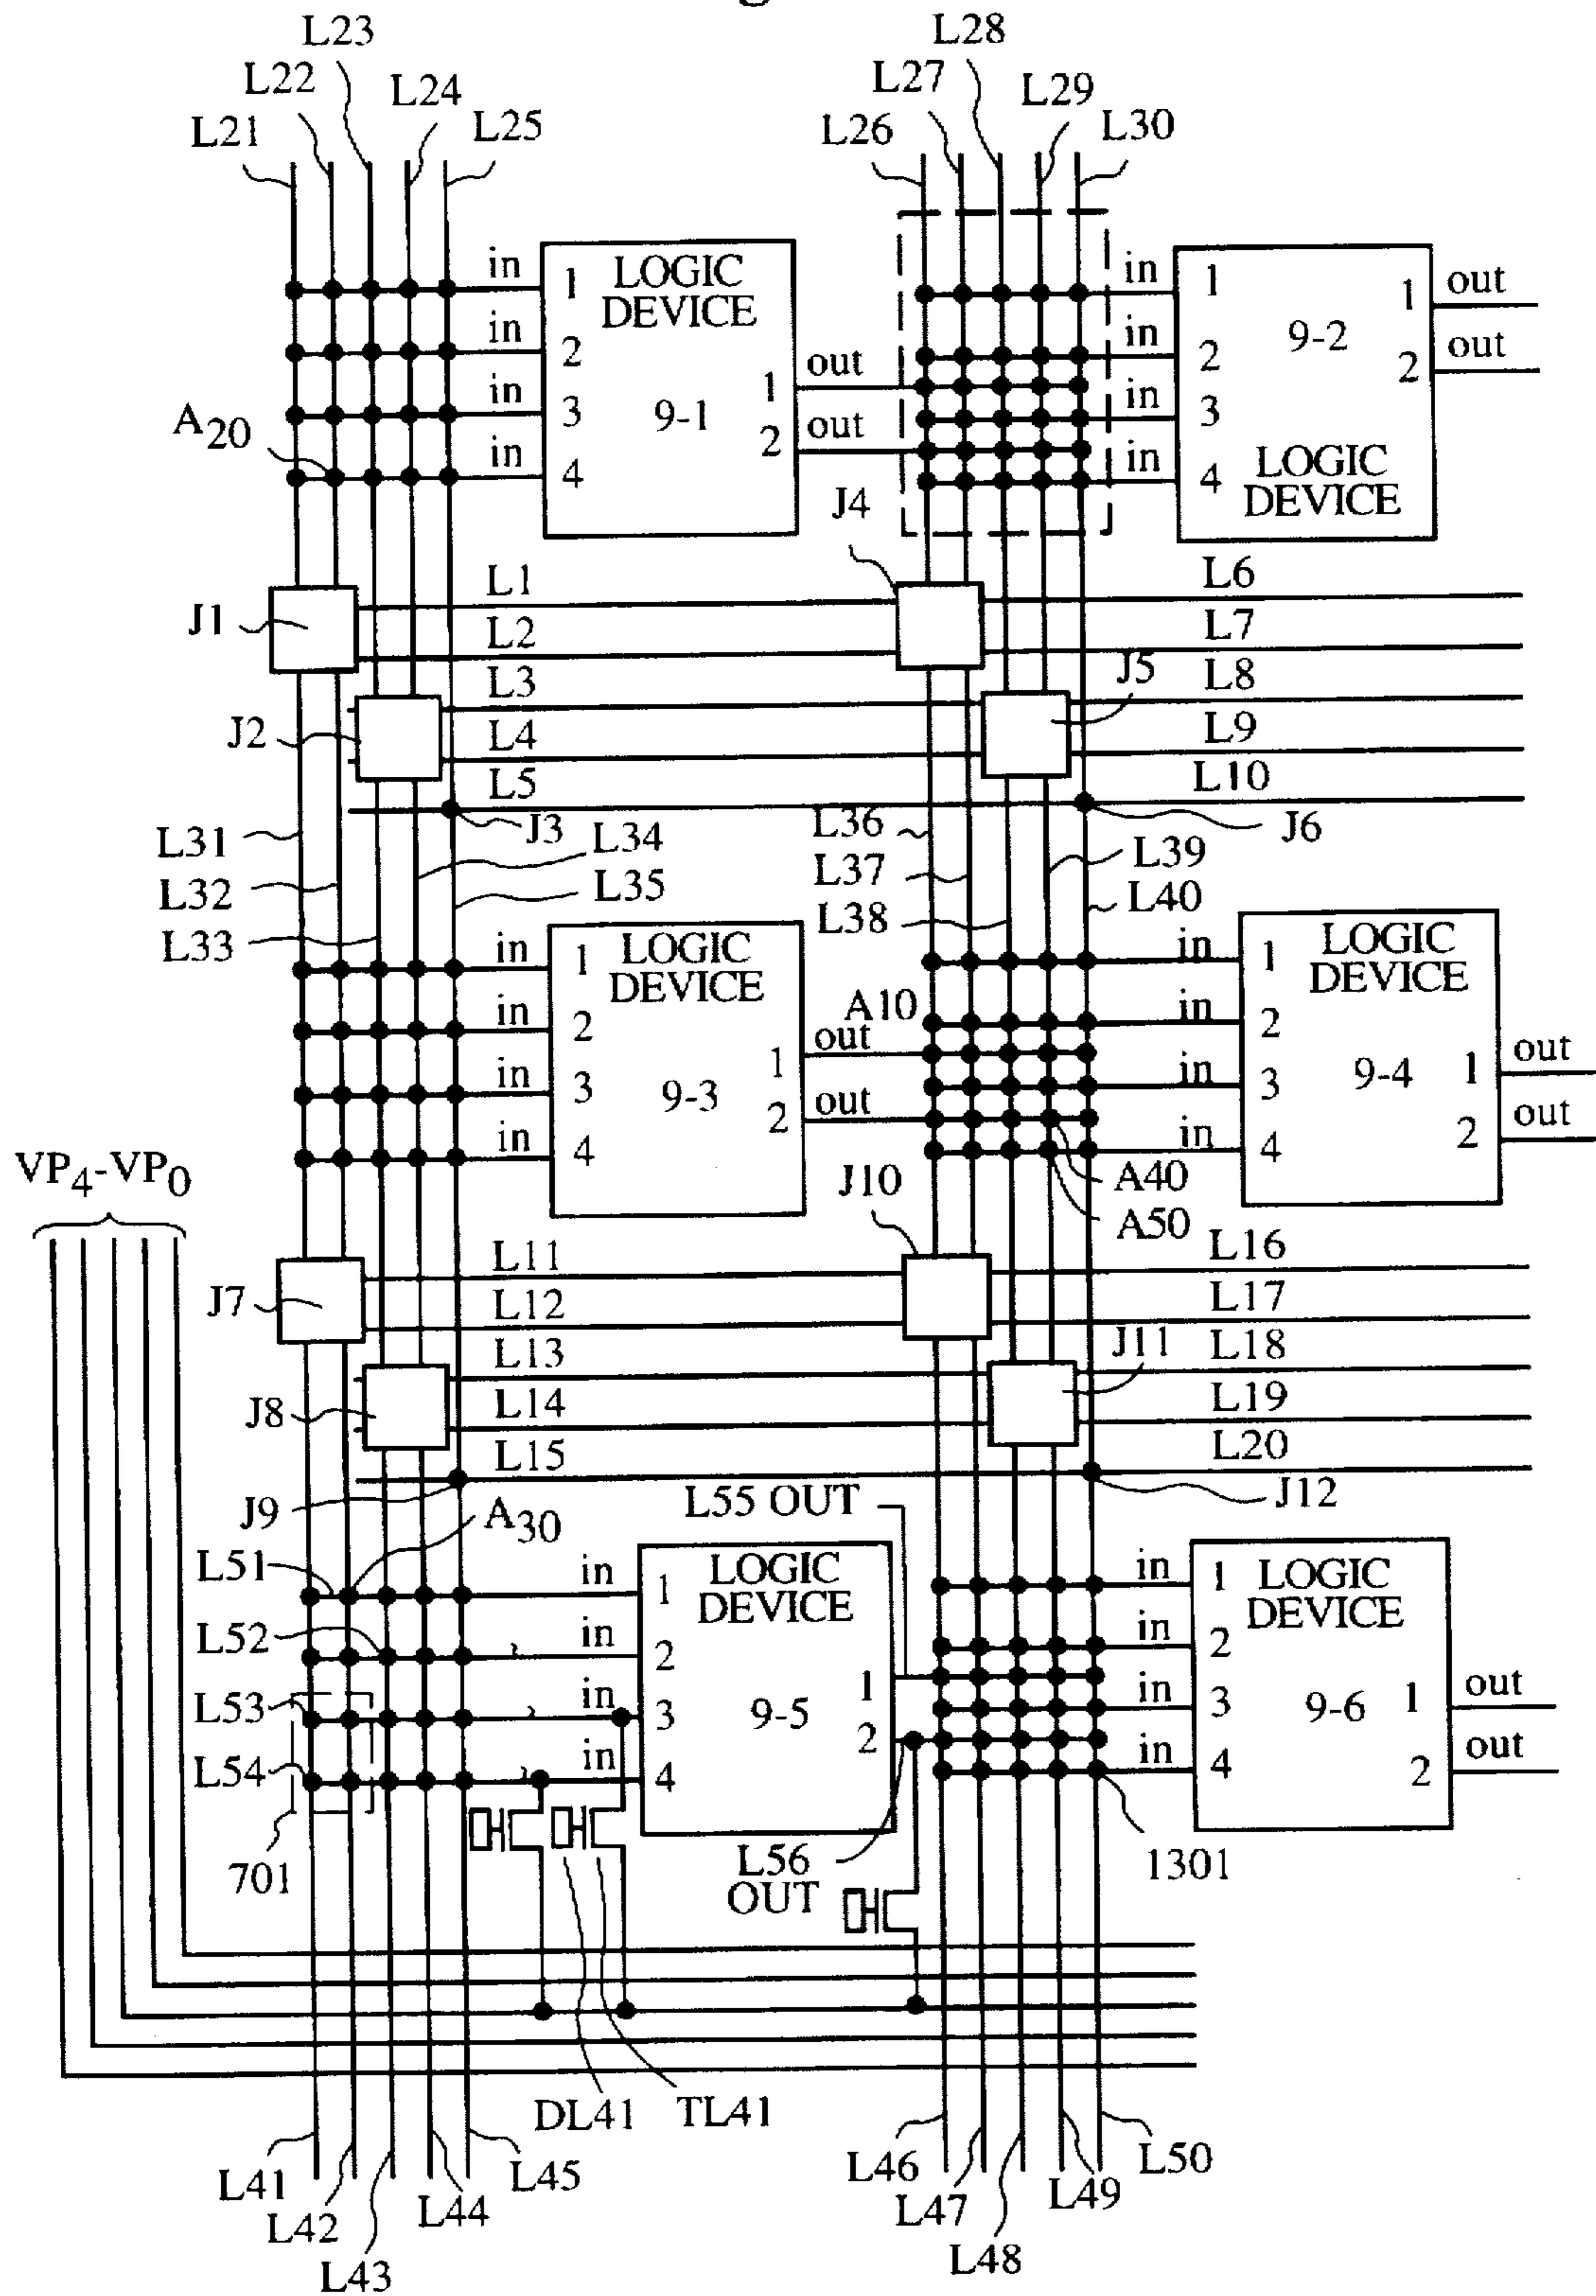 L23
L28
L22
L24
L27
L29
L21
L25
L26
L30
in
1
LOGIC
DEVICE
in
2
in
3
9-1
in
4
1
out
2
out
A20
in
1
in
2
9-2
in
3
LOGIC
DEVICE
in
4
1
out
2
out
J4
J1
L1
L6
L2
L7
L3
J5
L8
J2
L4
L9
L5
L10
J3
L34
L36
J6
L31
L39
L32
L35
L37
L40
L33
L38
in
1
LOGIC
DEVICE
in
2
in
3
9-3
in
4
1
out
2
out
A10
in
1
LOGIC
DEVICE
in
2
in
3
9-4
in
4
1
out
2
out
VP4-VP0
J10
A40
A50
L11
L16
J7
L12
L17
L13
J11
L18
J8
L14
L19
L15
L20
J9
A30
L55 OUT
J12
L51
in
1
LOGIC
DEVICE
L52
in
2
L53
in
3
9-5
L54
in
4
1
2
in
1
LOGIC
DEVICE
in
2
in
3
9-6
in
4
1
out
2
out
701
L56
OUT
1301
DL41
TL41
L41
L45
L46
L50
L42
L44
L47
L49
L43
L48